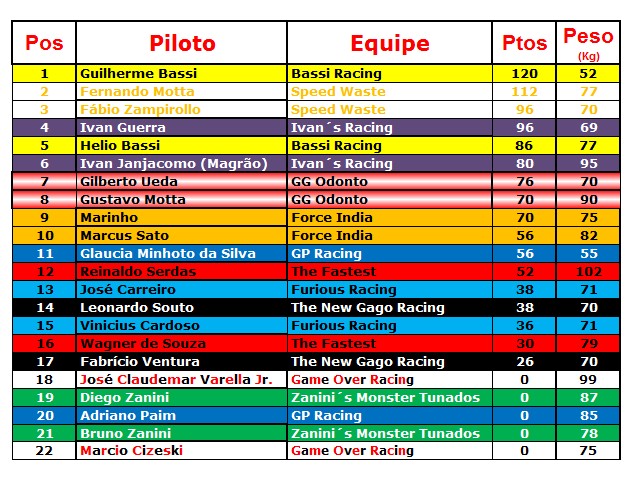 Pos Piloto Equipe Ptos Peso (Kg)
1 Guilherme Bassi Bassi Racing 120 52
2 Fernando Motta Speed Waste 112 77
3 Fábio Zampirollo Speed Waste 96 70
4 Ivan Guerra Ivan´s Racing 96 69
5 Helio Bassi Bassi Racing 86 77
6 Ivan Janjacomo (Magrão) Ivan´s Racing 80 95
7 Gilberto Ueda GG Odonto 76 70
8 Gustavo Motta GG Odonto 70 90
9 Marinho Force India 70 75
10 Marcus Sato Force India 56 82
11 Glaucia Minhoto da Silva GP Racing 56 55
12 Reinaldo Serdas The Fastest 52 102
13 José Carreiro Furious Racing 38 71
14 Leonardo Souto The New Gago Racing 38 70
15 Vinicius Cardoso Furious Racing 36 71
16 Wagner de Souza The Fastest 30 79
17 Fabrício Ventura The New Gago Racing 26 70
18 José Claudemar Varella Jr. Game Over Racing 0 99
19 Diego Zanini Zanini´s Monster Tunados 0 87
20 Adriano Paim GP Racing 0 85
21 Bruno Zanini Zanini´s Monster Tunados 0 78
22 Marcio Cizeski Game Over Racing 0 75